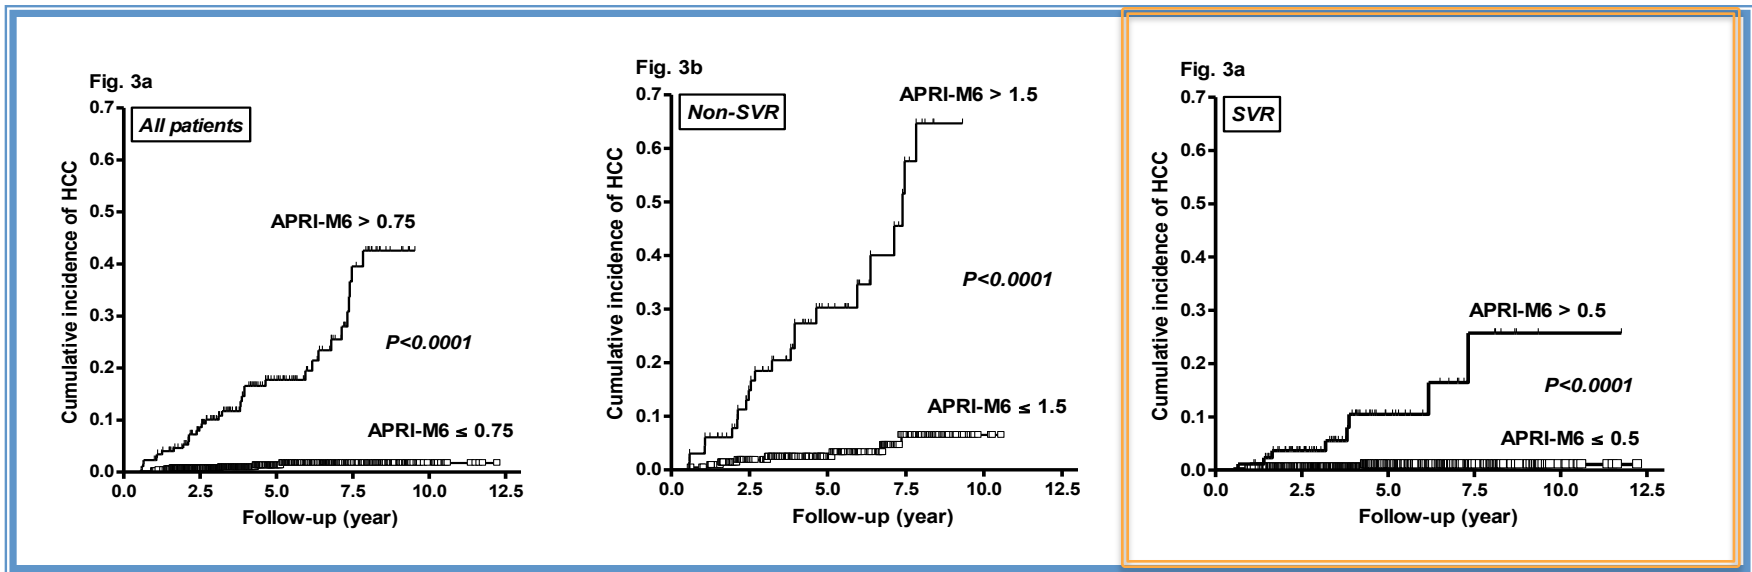 Fig. 3a
All patients
0.7
0.6
0.5
0.4
0.3
0.2
0.1
0.0
Cumulative incidence of HCC
APRI-M6 > 0.75
P<0.0001
APRI-M6 ≤ 0.75
0.0 2.5 5.0 7.5 10.0 12.5
Follow-up (year)
Fig. 3b
Non-SVR
0.7
0.6
0.5
0.4
0.3
0.2
0.1
0.0
Cumulative incidence of HCC
APRI-M6 > 1.5
P<0.0001
APRI-M6 ≤ 1.5
0.0 2.5 5.0 7.5 10.0 12.5
Follow-up (year)
Fig. 3a
SVR
0.7
0.6
0.5
0.4
0.3
0.2
0.1
0.0
Cumulative incidence of HCC
APRI-M6 > 0.5
P<0.0001
APRI-M6 ≤ 0.5
0.0 2.5 5.0 7.5 10.0 12.5
Follow-up (year)